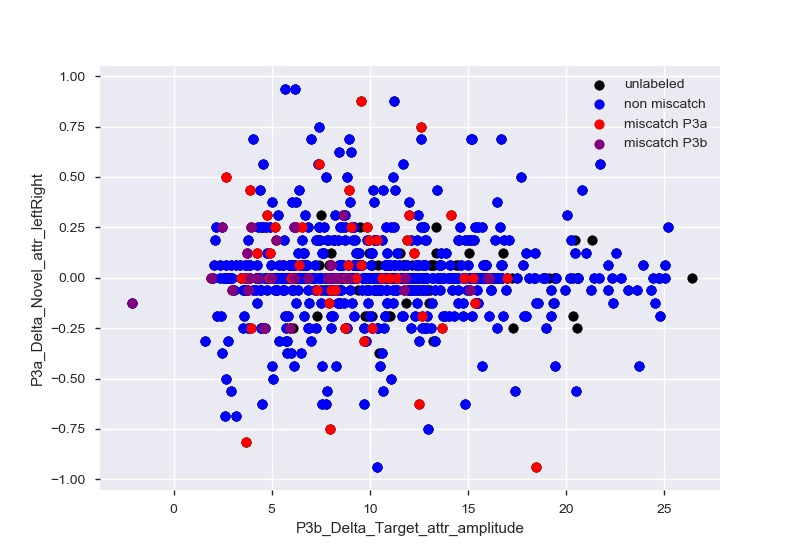 1.00
0.75
0.50
0.25
0.00
−0.25
−0.50
−0.75
−1.00
P3a_Delta_Novel_attr_leftRight
unlabeled
non miscatch
miscatch P3a
miscatch P3b
0 5 10 15 20 25
P3b_Delta_Target_attr_amplitude